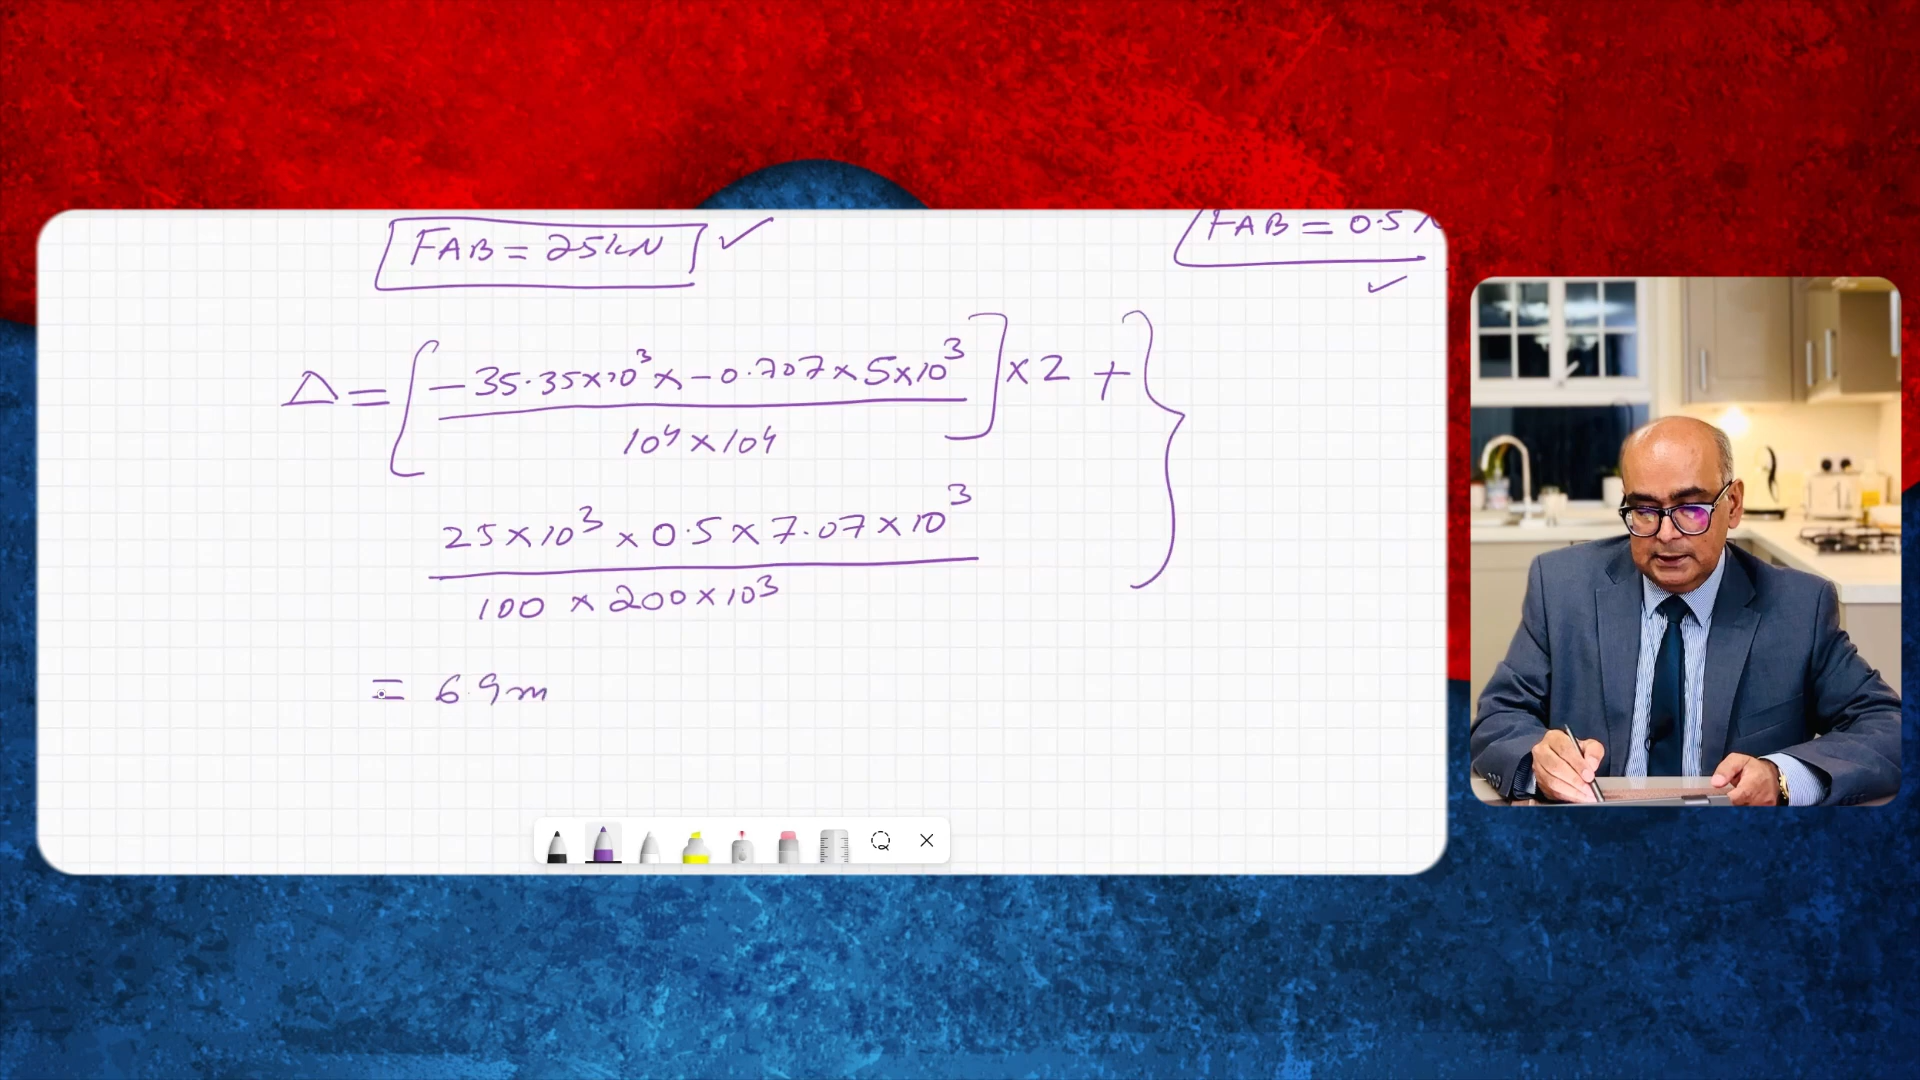 FAB = 25kN ✓
FAB = 0.5 N ✓
Δ = [ (−35.35×10³ × −0.707 × 5×10³) / (10⁴ × 10⁴) ] × 2 + }
(25×10³ × 0.5 × 7.07×10³) / (100 × 200×10³)
= 6.9m